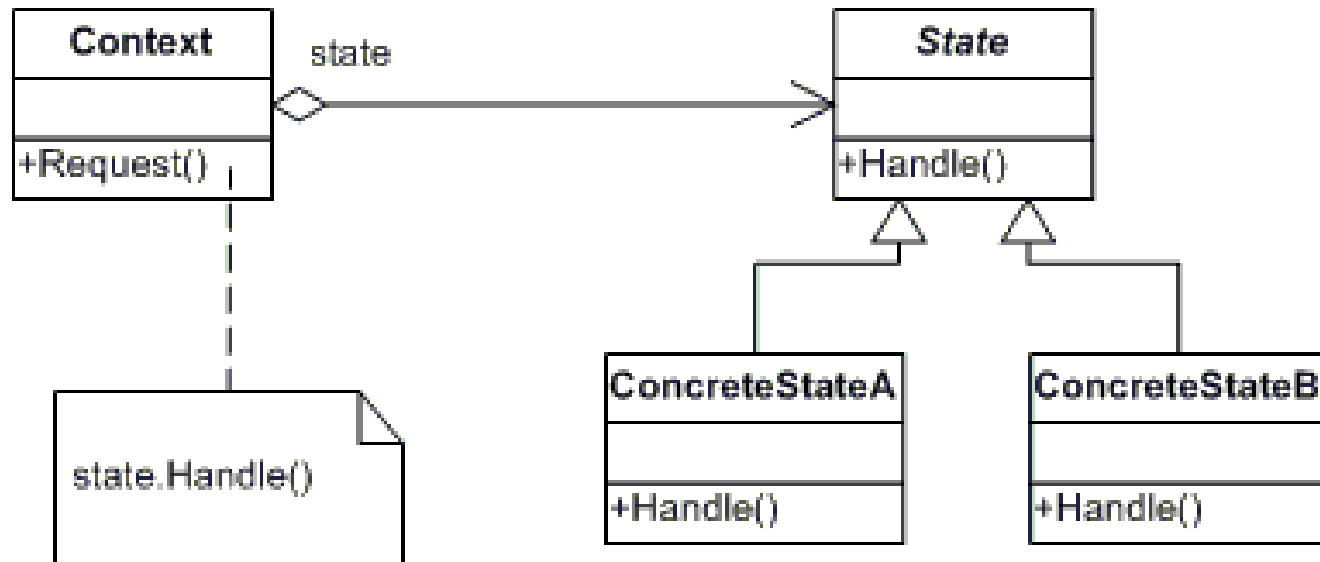 Context
state
State
+Request()
+Handle()
ConcreteStateA
ConcreteStateB
state.Handle()
+Handle()
+Handle()